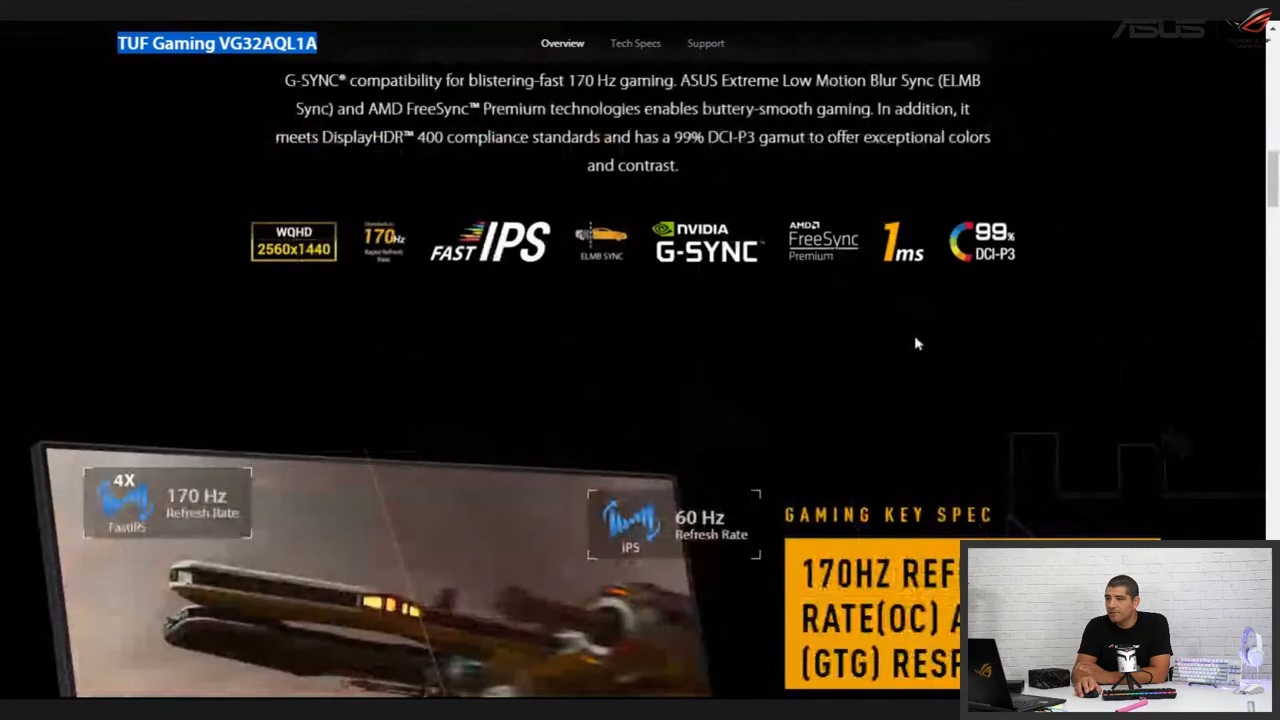 TUF Gaming VG32AQL1A
Overview
Tech Specs
Support
ASUS
G-SYNC® compatibility for blistering-fast 170 Hz gaming. ASUS Extreme Low Motion Blur Sync (ELMB
Sync) and AMD FreeSync™ Premium technologies enables buttery-smooth gaming. In addition, it
meets DisplayHDR™ 400 compliance standards and has a 99% DCI-P3 gamut to offer exceptional colors
and contrast.
WQHD
2560x1440
170Hz
FAST IPS
ELMB SYNC
NVIDIA
G-SYNC™
AMD
FreeSync
Premium
1ms
99%
DCI-P3
4X
FastIPS
170 Hz
Refresh Rate
IPS
60 Hz
Refresh Rate
GAMING KEY SPEC
170HZ REF
RATE(OC) A
(GTG) RESP